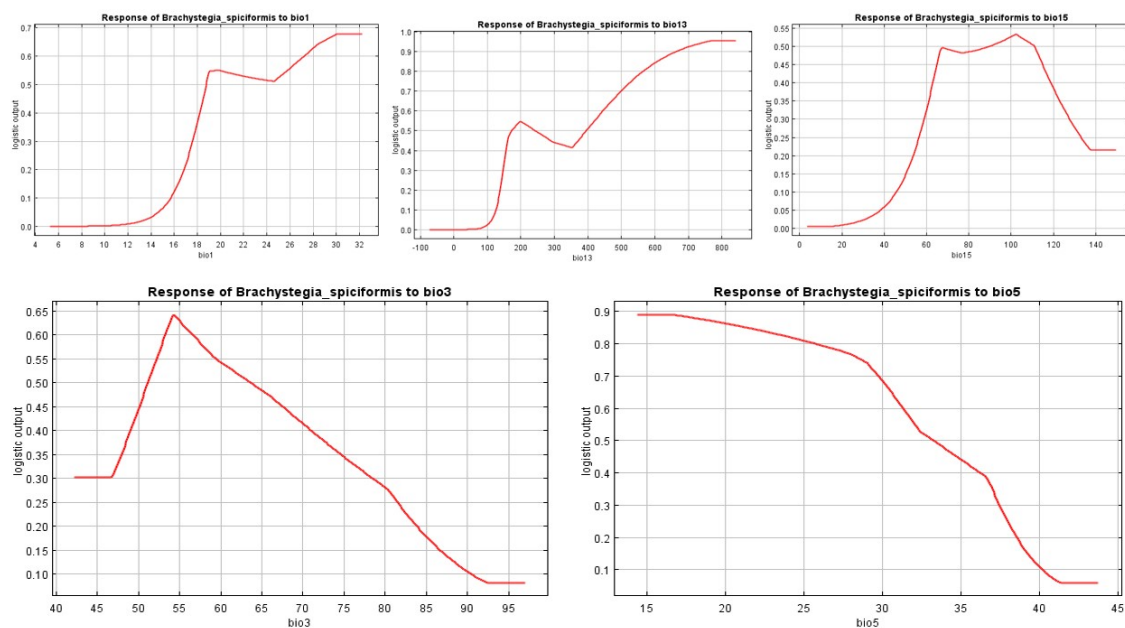 Response of Brachystegia_spiciformis to bio1
0.7
0.6
0.5
0.4
0.3
0.2
0.1
0.0
logistic output
4 6 8 10 12 14 16 18 20 22 24 26 28 30 32
bio1
Response of Brachystegia_spiciformis to bio13
1.0
0.9
0.8
0.7
0.6
0.5
0.4
0.3
0.2
0.1
0.0
logistic output
-100 0 100 200 300 400 500 600 700 800
bio13
Response of Brachystegia_spiciformis to bio15
0.55
0.50
0.45
0.40
0.35
0.30
0.25
0.20
0.15
0.10
0.05
0.00
logistic output
0 20 40 60 80 100 120 140
bio15
Response of Brachystegia_spiciformis to bio3
0.65
0.60
0.55
0.50
0.45
0.40
0.35
0.30
0.25
0.20
0.15
0.10
logistic output
40 45 50 55 60 65 70 75 80 85 90 95
bio3
Response of Brachystegia_spiciformis to bio5
0.9
0.8
0.7
0.6
0.5
0.4
0.3
0.2
0.1
logistic output
15 20 25 30 35 40 45
bio5